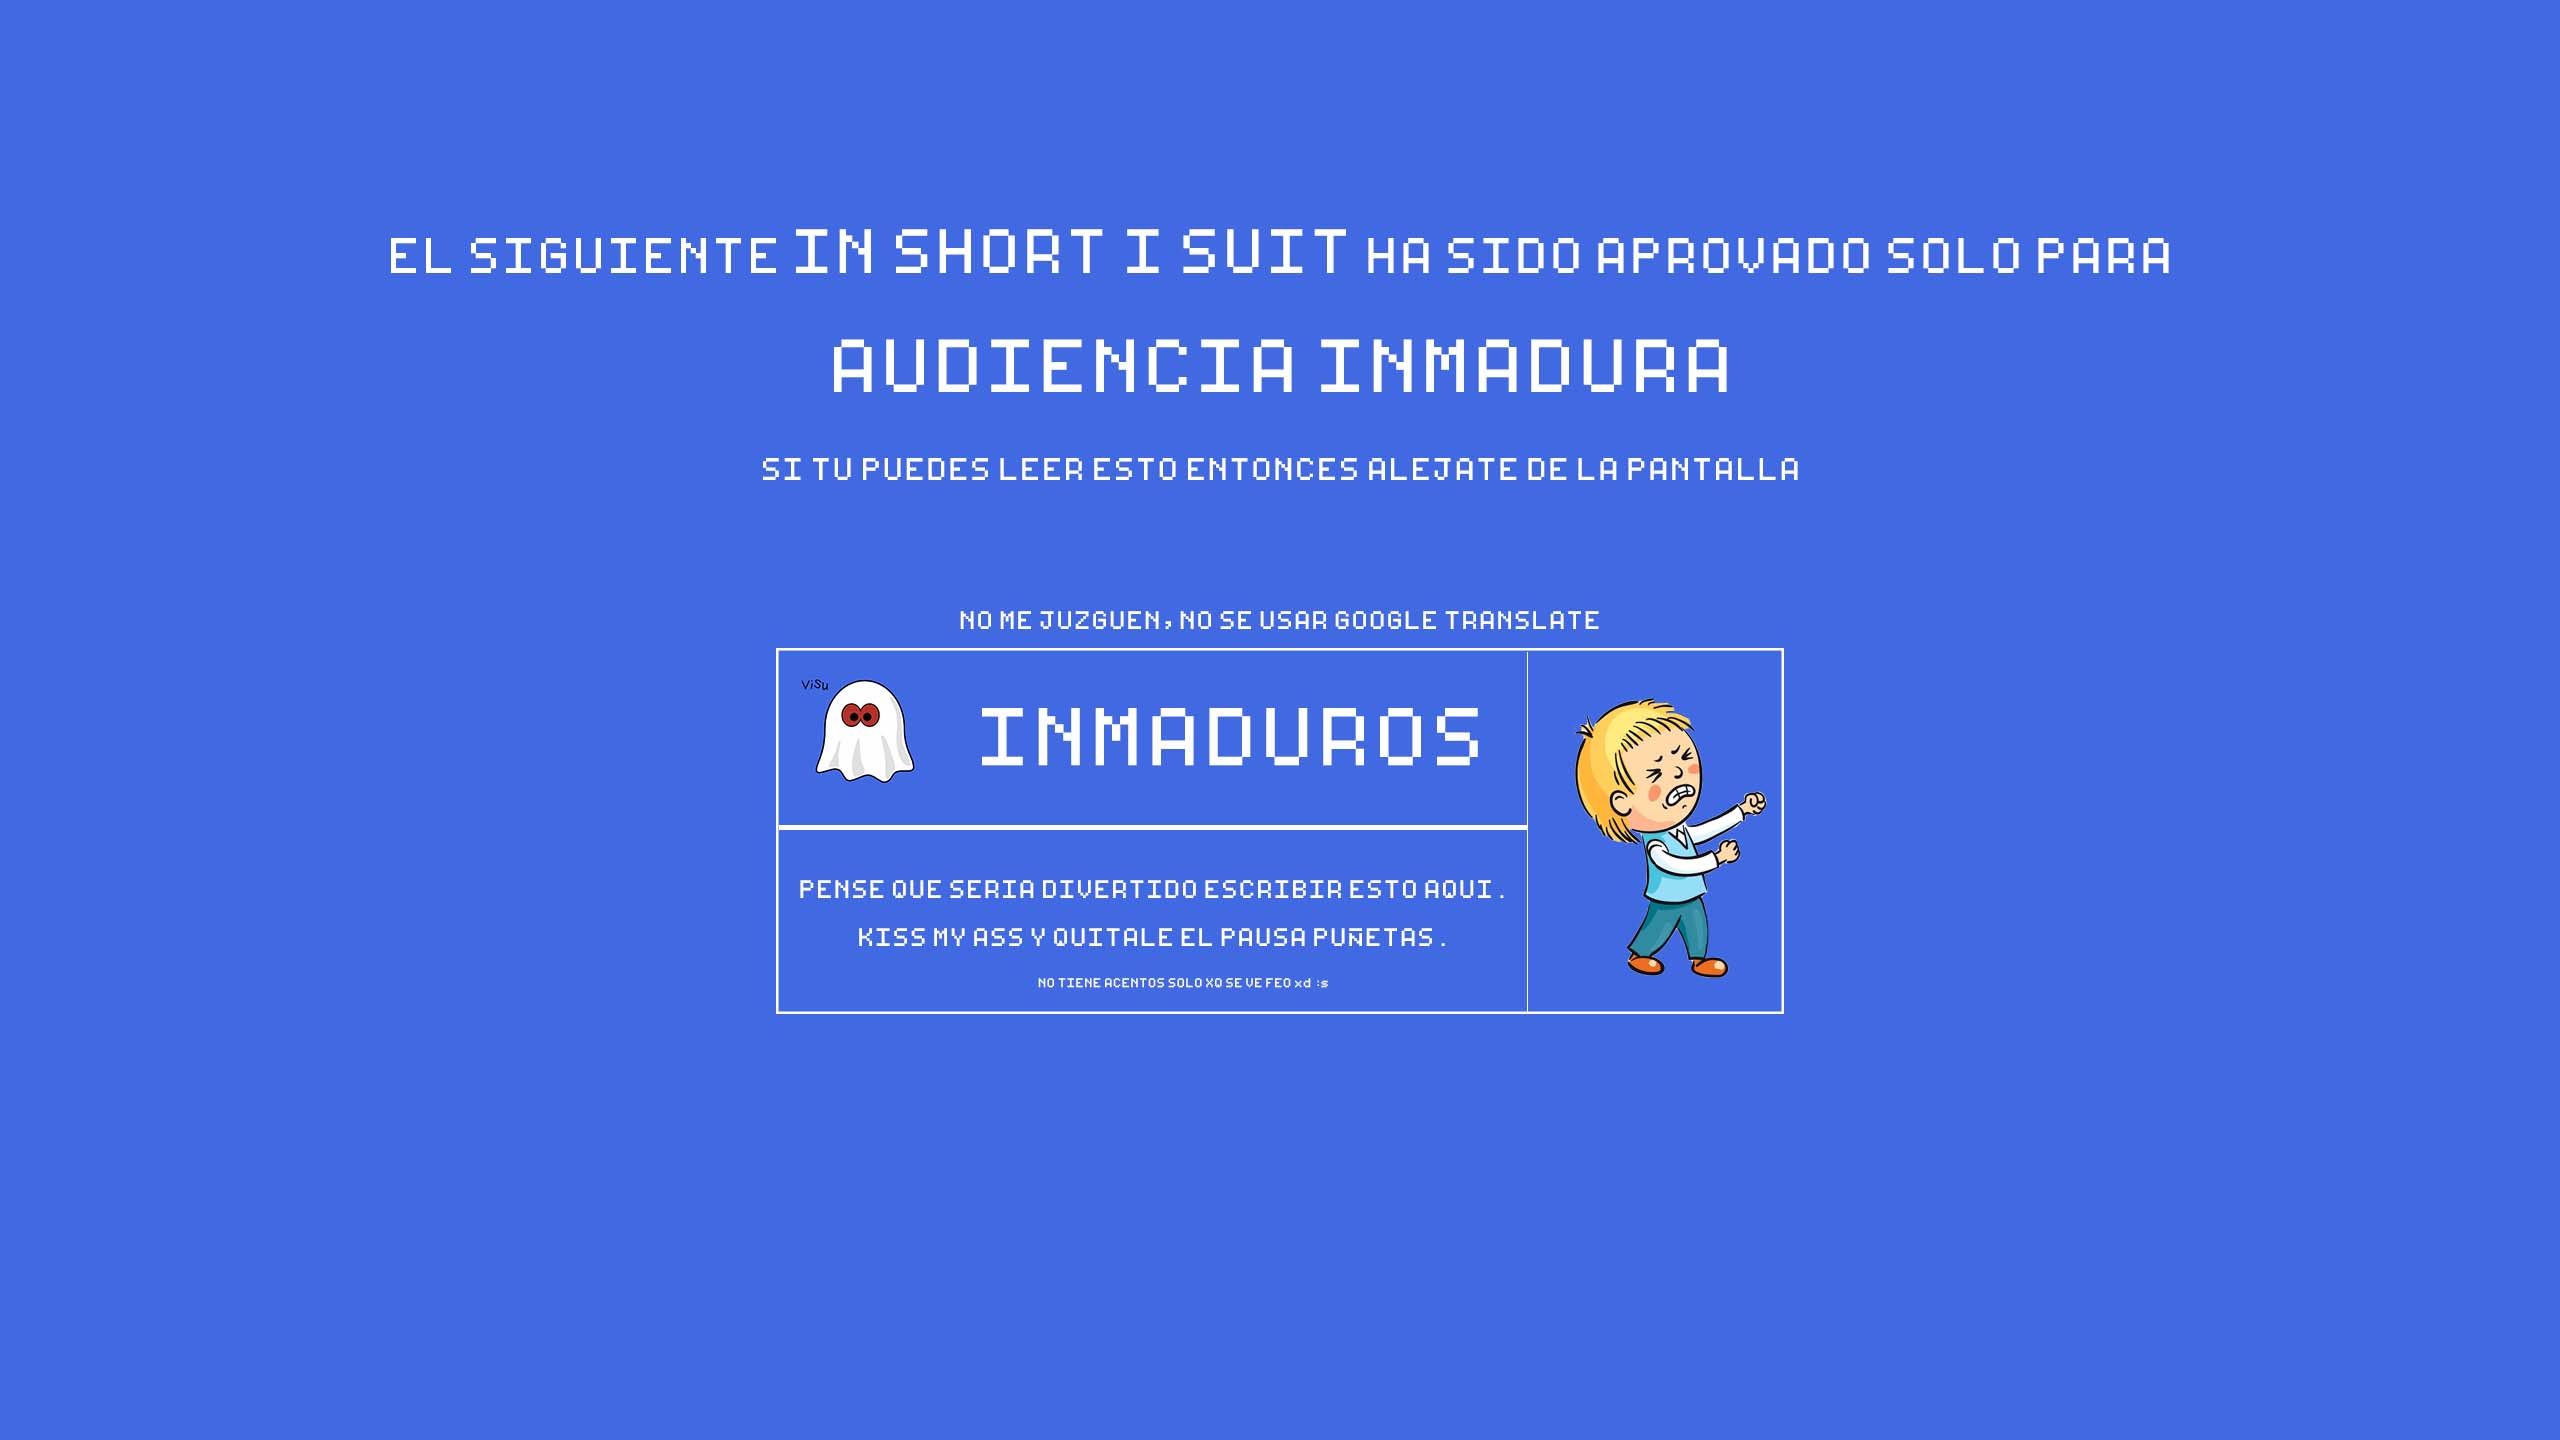 EL SIGUIENTE IN SHORT I SUIT HA SIDO APROVADO SOLO PARA
AUDIENCIA INMADURA
SI TU PUEDES LEER ESTO ENTONCES ALEJATE DE LA PANTALLA
NO ME JUZGUEN, NO SE USAR GOOGLE TRANSLATE
ViSu
INMADUROS
PENSE QUE SERIA DIVERTIDO ESCRIBIR ESTO AQUI.
KISS MY ASS Y QUITALE EL PAUSA PUÑETAS.
NO TIENE ACENTOS SOLO XQ SE VE FEO xd :s